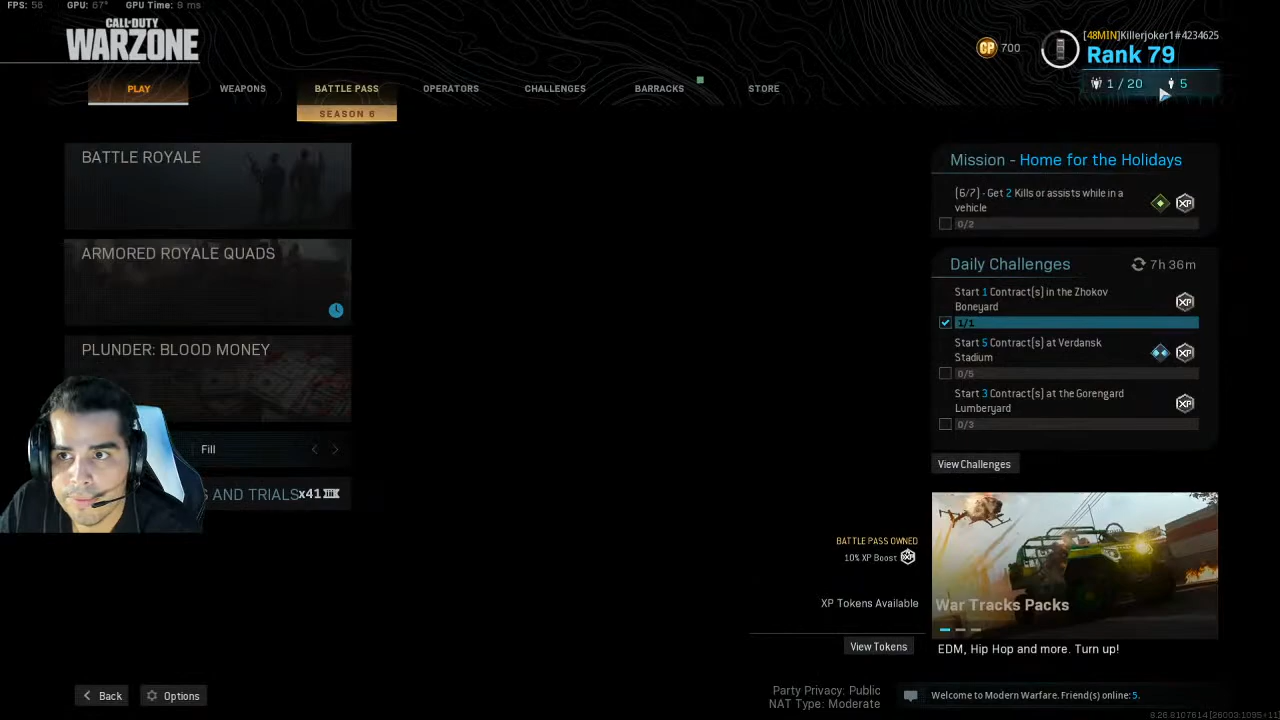 FPS: 56 GPU: 67° GPU Time: 9 ms
CALL·DUTY
WARZONE
CP 700
[48MIN]Killerjoker1#4234625
Rank 79
1 / 20 5
PLAY WEAPONS BATTLE PASS OPERATORS CHALLENGES BARRACKS STORE
SEASON 6
BATTLE ROYALE
ARMORED ROYALE QUADS
PLUNDER: BLOOD MONEY
Fill
S AND TRIALS x41
Mission - Home for the Holidays
(6/7) - Get 2 Kills or assists while in a
vehicle
XP
0/2
Daily Challenges 7h 36m
Start 1 Contract(s) in the Zhokov
Boneyard
XP
1/1
Start 5 Contract(s) at Verdansk
Stadium
XP
0/5
Start 3 Contract(s) at the Gorengard
Lumberyard
XP
0/3
View Challenges
BATTLE PASS OWNED
10% XP Boost
XP Tokens Available
View Tokens
War Tracks Packs
EDM, Hip Hop and more. Turn up!
Back Options
Party Privacy: Public
NAT Type: Moderate
Welcome to Modern Warfare. Friend(s) online: 5.